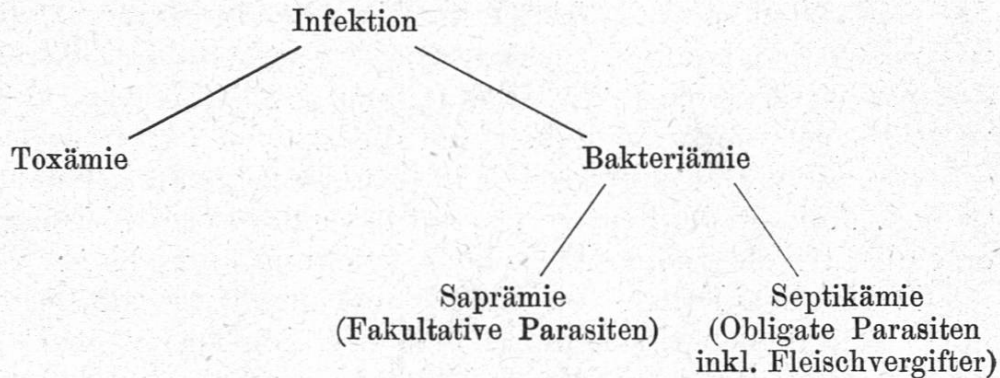 Infektion
Toxämie
Bakteriämie
Saprämie
(Fakultative Parasiten)
Septikämie
(Obligate Parasiten
inkl. Fleischvergifter)